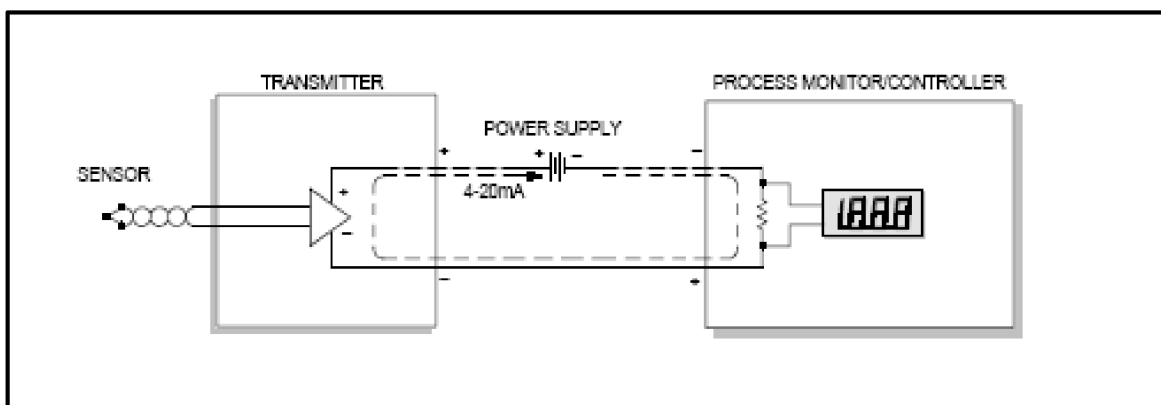 TRANSMITTER
PROCESS MONITOR/CONTROLLER
POWER SUPPLY
+
+ −
−
SENSOR
4-20mA
+
−
−
+